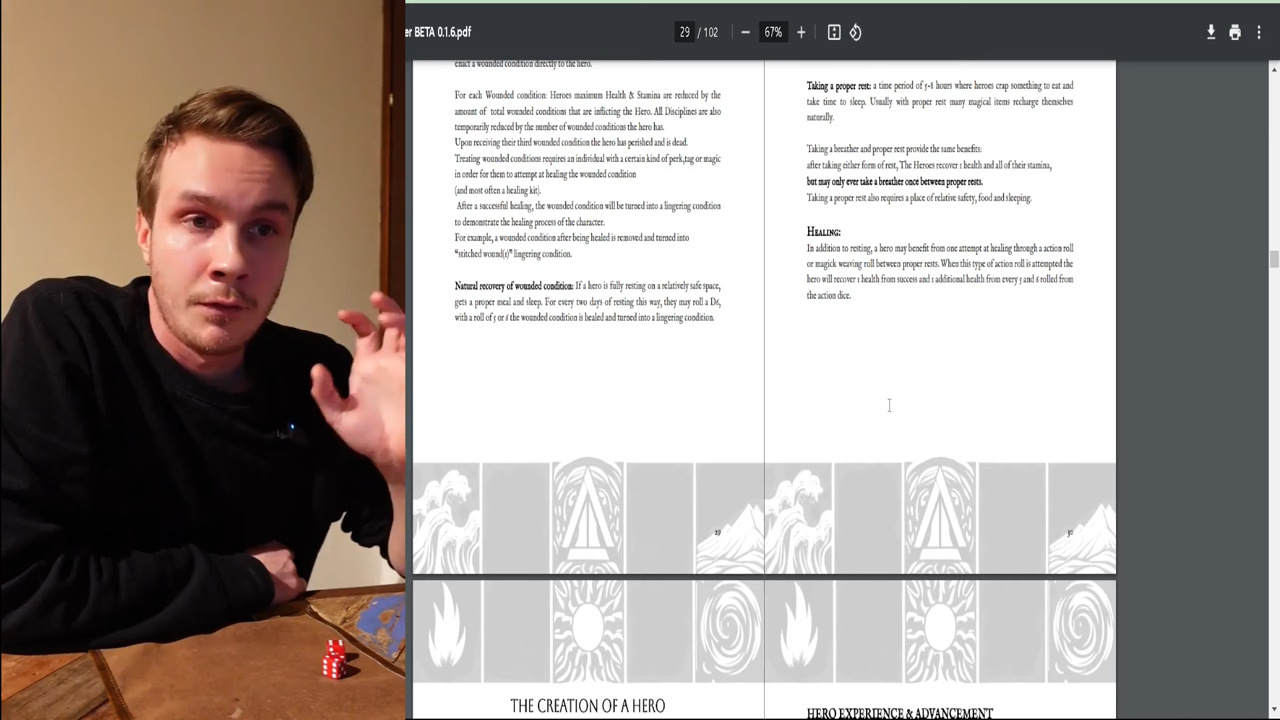 er BETA 0.1.6.pdf
29 / 102
67%
enact a wounded condition directly to the hero.
For each Wounded condition: Heroes maximum Health & Stamina are reduced by the
amount of total wounded conditions that are inflicting the Hero. All Disciplines are also
temporarily reduced by the number of wounded conditions the hero has.
Upon receiving their third wounded condition the hero has perished and is dead.
Treating wounded conditions requires an individual with a certain kind of perk,tag or magic
in order for them to attempt at healing the wounded condition
(and most often a healing kit).
After a successful healing, the wounded condition will be turned into a lingering condition
to demonstrate the healing process of the character.
For example, a wounded condition after being healed is removed and turned into
“stitched wound(1)” lingering condition.
Natural recovery of wounded condition: If a hero is fully resting on a relatively safe space,
gets a proper meal and sleep. For every two days of resting this way, they may roll a D6,
with a roll of 5 or 6 the wounded condition is healed and turned into a lingering condition.
29
Taking a proper rest: a time period of 5-8 hours where heroes crap something to eat and
take time to sleep. Usually with proper rest many magical items recharge themselves
naturally.
Taking a breather and proper rest provide the same benefits:
after taking either form of rest, The Heroes recover 1 health and all of their stamina,
but may only ever take a breather once between proper rests.
Taking a proper rest also requires a place of relative safety, food and sleeping.
HEALING:
In addition to resting, a hero may benefit from one attempt at healing through a action roll
or magick weaving roll between proper rests. When this type of action roll is attempted the
hero will recover 1 health from success and 1 additional health from every 5 and 6 rolled from
the action dice.
30
THE CREATION OF A HERO
HERO EXPERIENCE & ADVANCEMENT